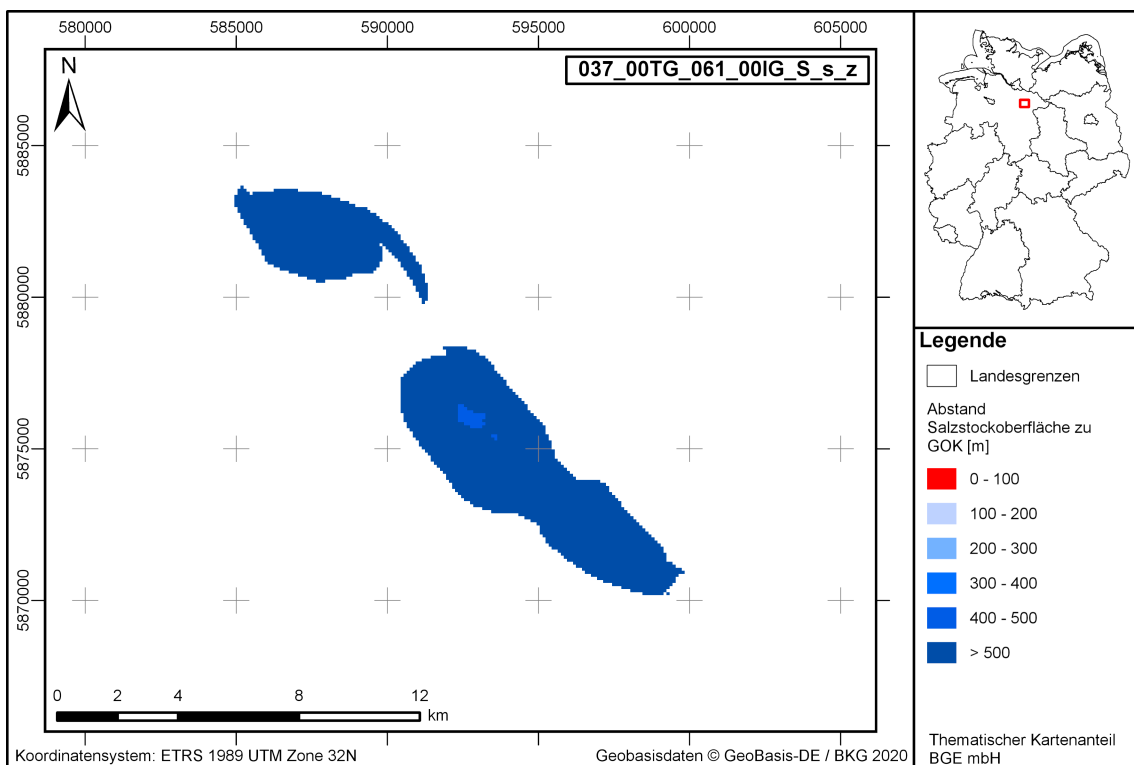 580000 585000 590000 595000 600000 605000
037_00TG_061_00IG_S_s_z
N
5885000
5880000
5875000
5870000
0 2 4 8 12
km
Koordinatensystem: ETRS 1989 UTM Zone 32N
Geobasisdaten © GeoBasis-DE / BKG 2020
Legende
Landesgrenzen
Abstand
Salzstockoberfläche zu
GOK [m]
0 - 100
100 - 200
200 - 300
300 - 400
400 - 500
> 500
Thematischer Kartenanteil
BGE mbH